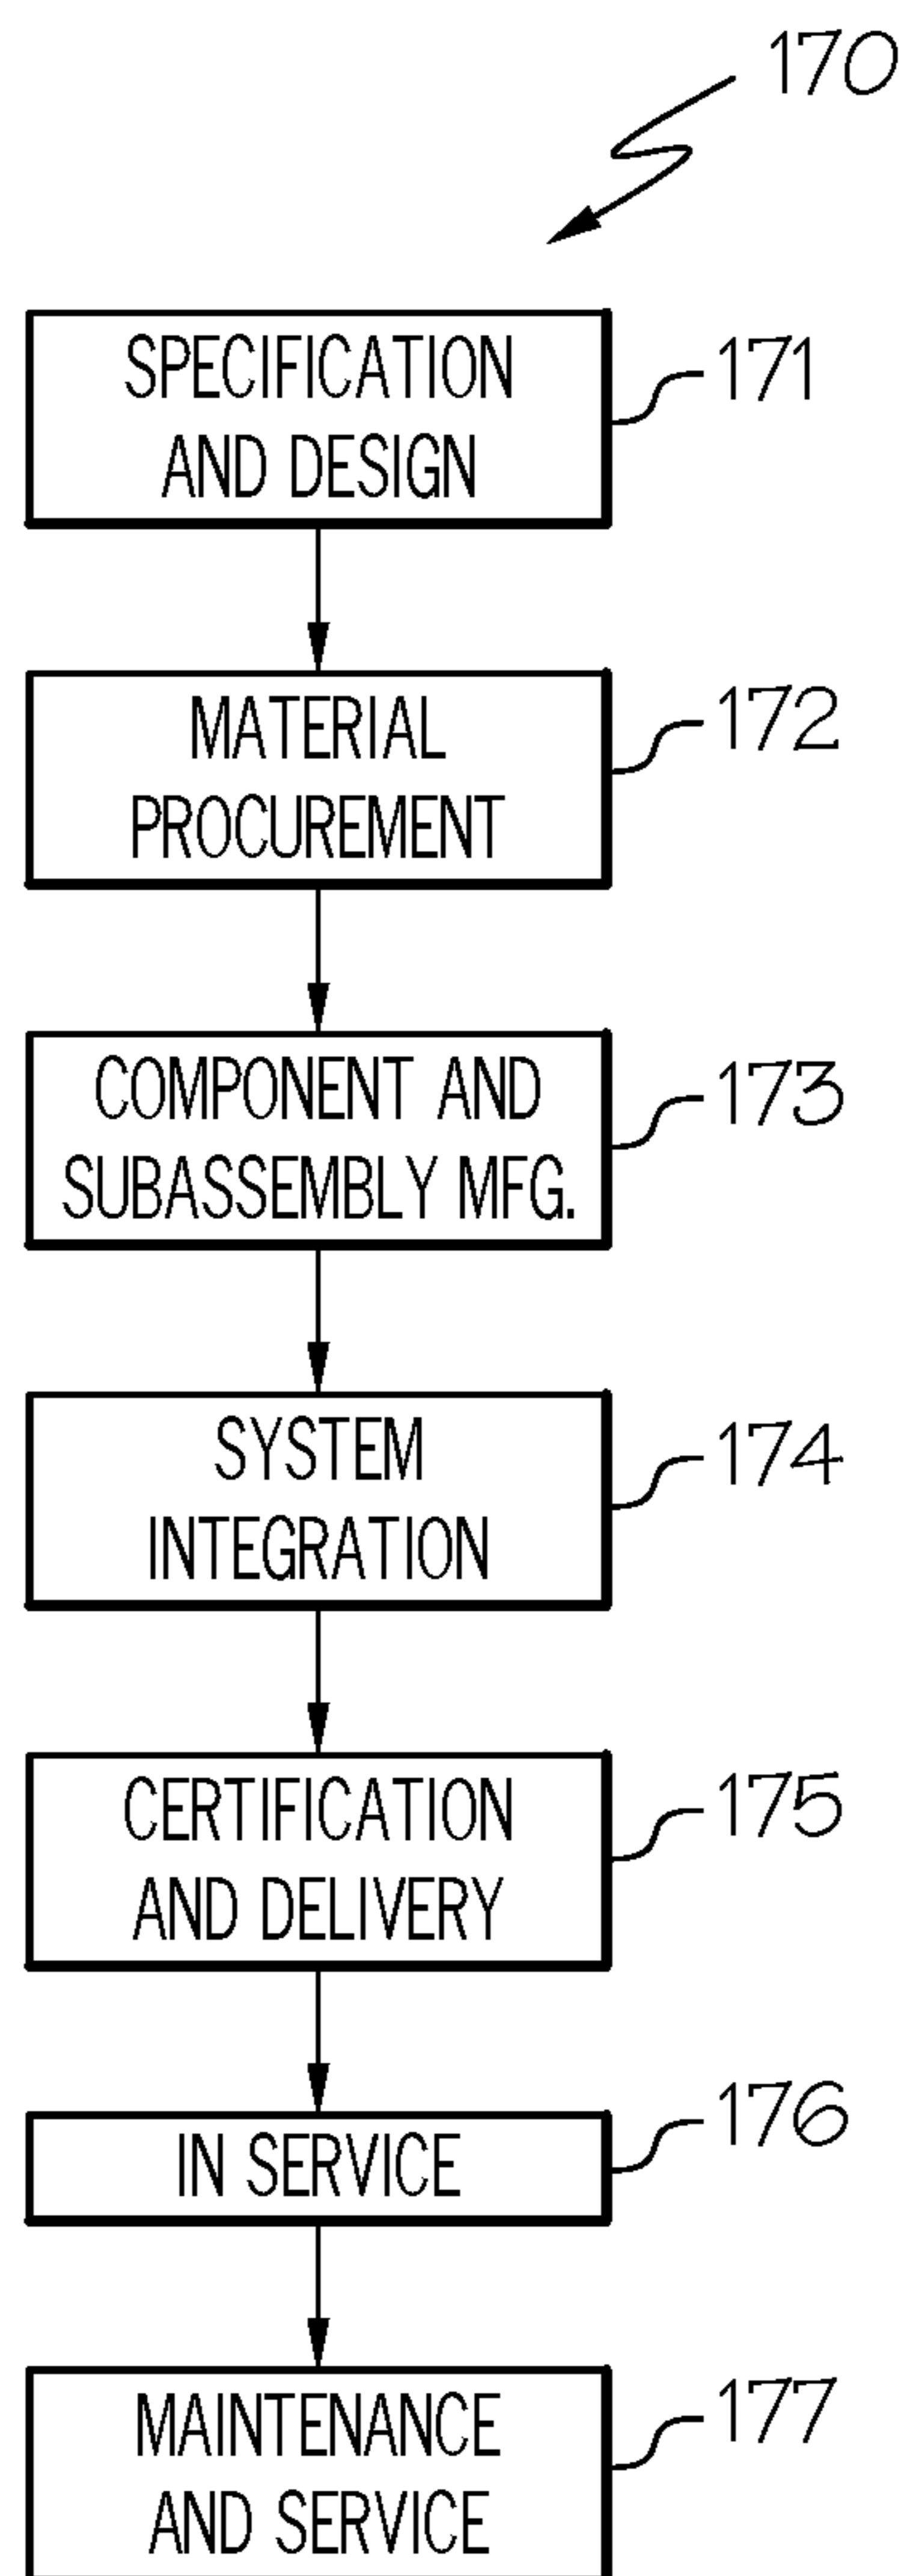 170
SPECIFICATION
AND DESIGN
171
MATERIAL
PROCUREMENT
172
COMPONENT AND
SUBASSEMBLY MFG.
173
SYSTEM
INTEGRATION
174
CERTIFICATION
AND DELIVERY
175
IN SERVICE
176
MAINTENANCE
AND SERVICE
177